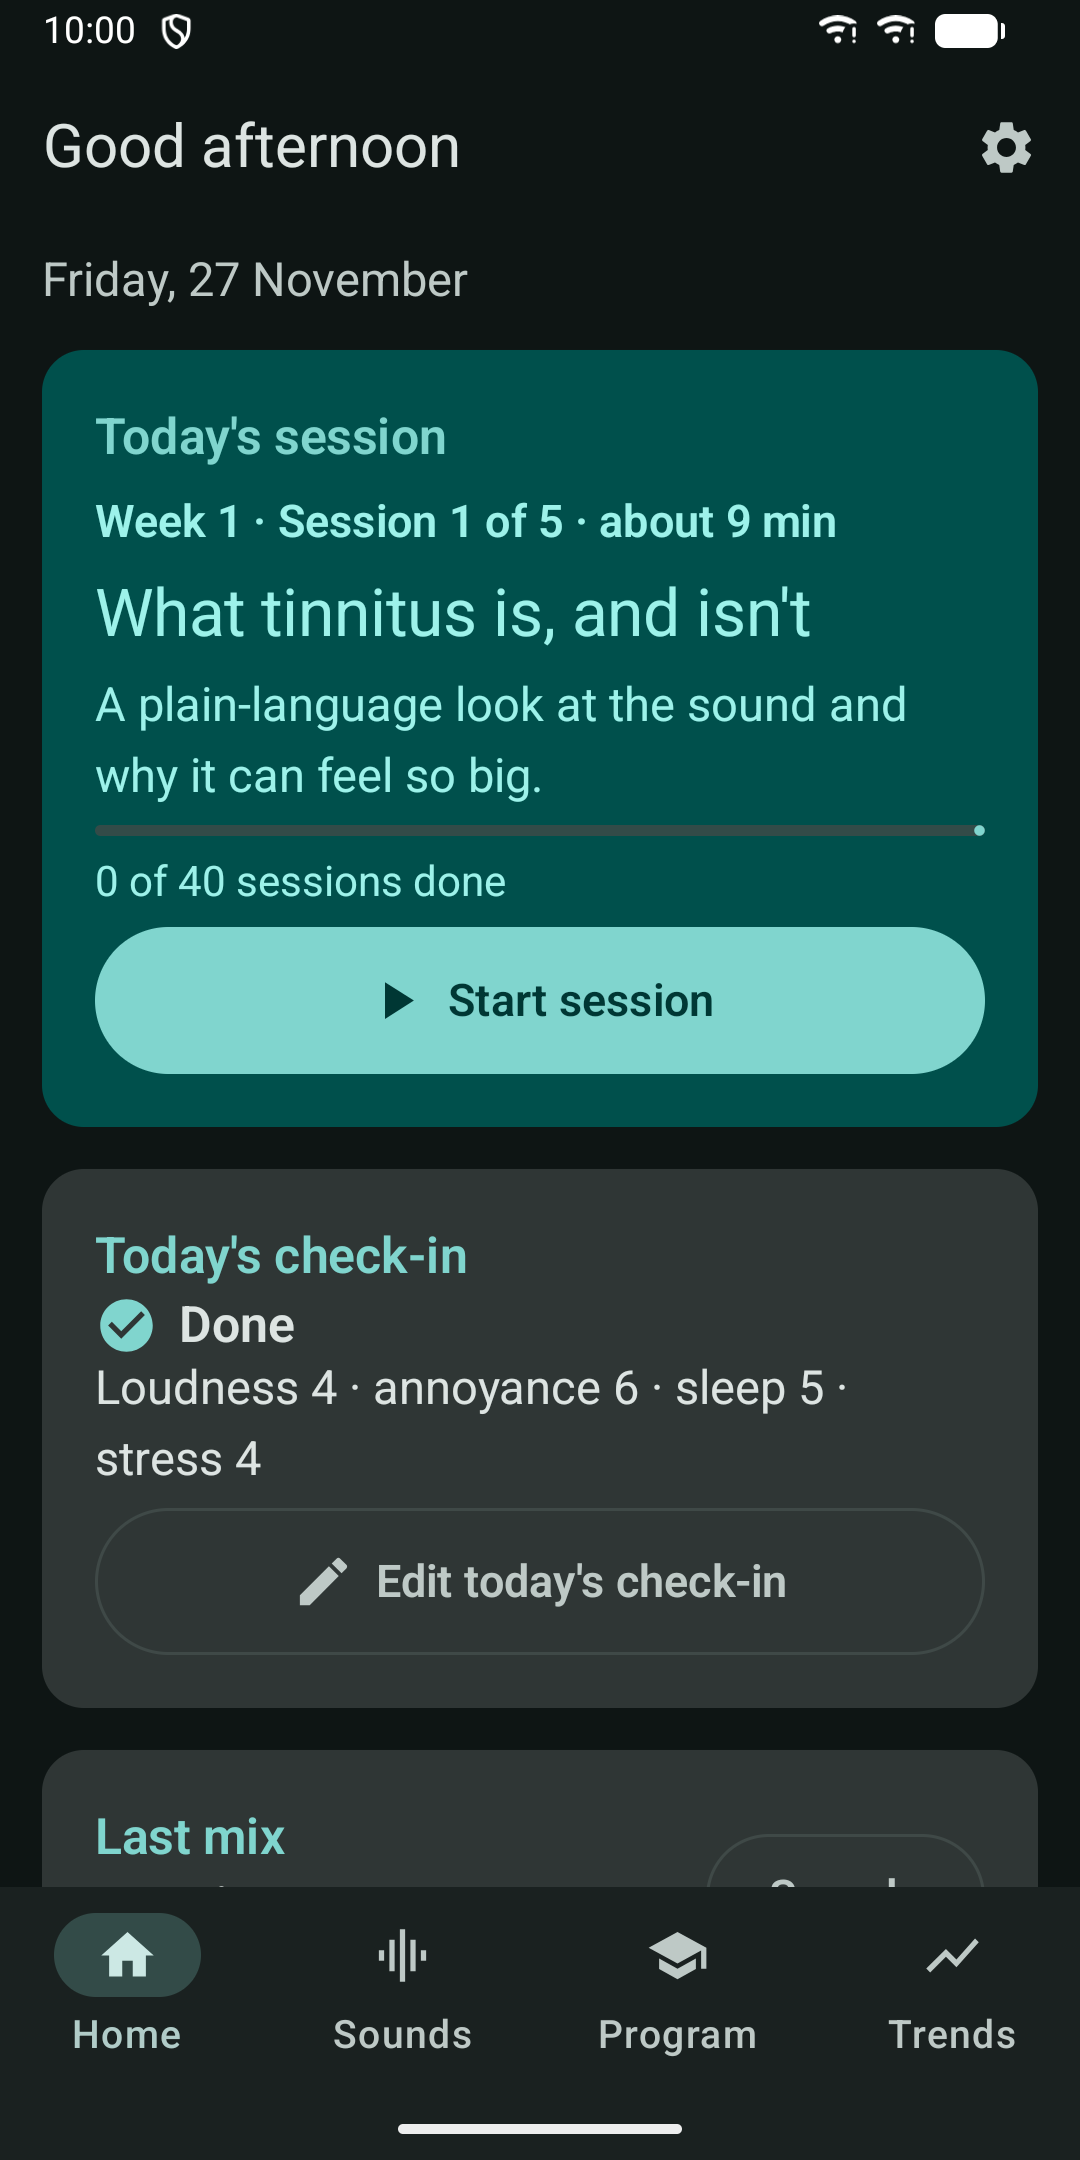 10:00
Good afternoon
Friday, 27 November
Today's session
Week 1 · Session 1 of 5 · about 9 min
What tinnitus is, and isn't
A plain-language look at the sound and
why it can feel so big.
0 of 40 sessions done
Start session
Today's check-in
Done
Loudness 4 · annoyance 6 · sleep 5 ·
stress 4
Edit today's check-in
Last mix
Home
Sounds
Program
Trends